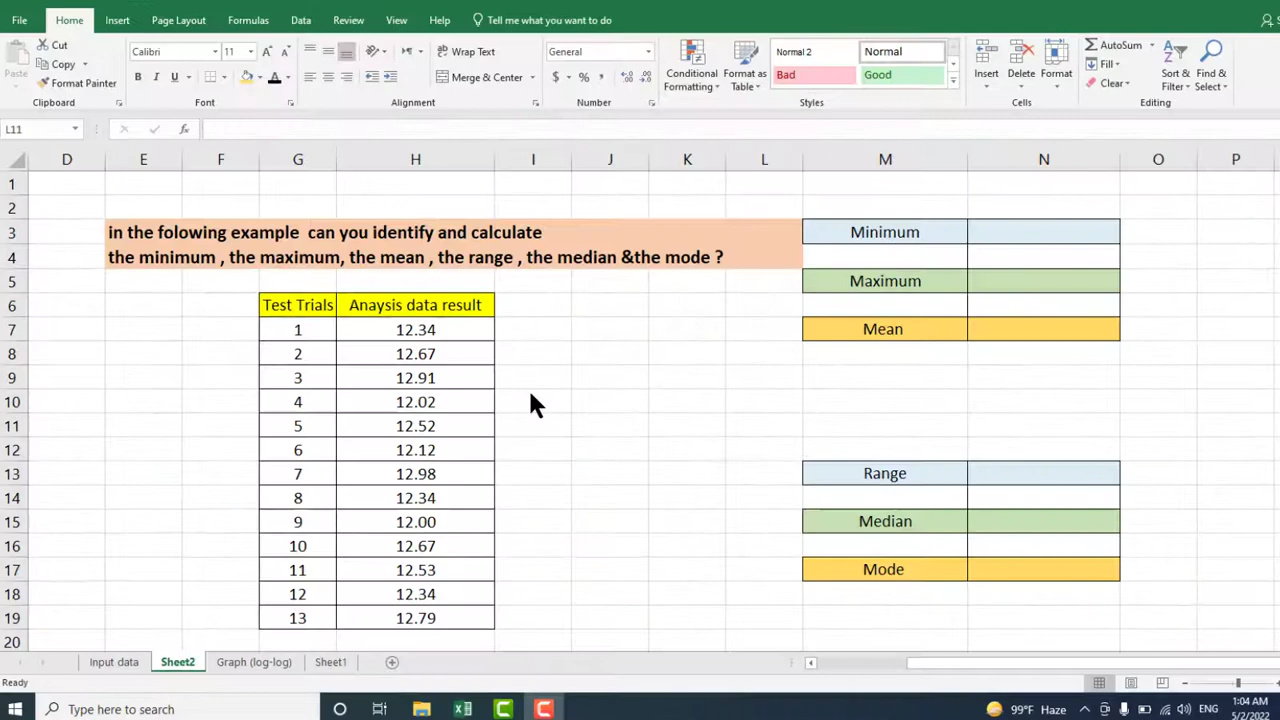 File Home Insert Page Layout Formulas Data Review View Help Tell me what you want to do
Cut
Copy
Format Painter
Paste
Calibri 11
B I U
Wrap Text
Merge & Center
General
$ % ,
Conditional Formatting
Format as Table
Normal 2 Normal
Bad Good
Insert Delete Format
AutoSum
Fill
Clear
Sort & Filter
Find & Select
Clipboard Font Alignment Number Styles Cells Editing
L11 fx
D E F G H I J K L M N O P
1
2
3 in the folowing example can you identify and calculate Minimum
4 the minimum , the maximum, the mean , the range , the median &the mode ?
5 Maximum
6 Test Trials Anaysis data result
7 1 12.34 Mean
8 2 12.67
9 3 12.91
10 4 12.02
11 5 12.52
12 6 12.12
13 7 12.98 Range
14 8 12.34
15 9 12.00 Median
16 10 12.67
17 11 12.53 Mode
18 12 12.34
19 13 12.79
20
Input data Sheet2 Graph (log-log) Sheet1
Ready
Type here to search 99°F Haze ENG 1:04 AM
5/2/2022